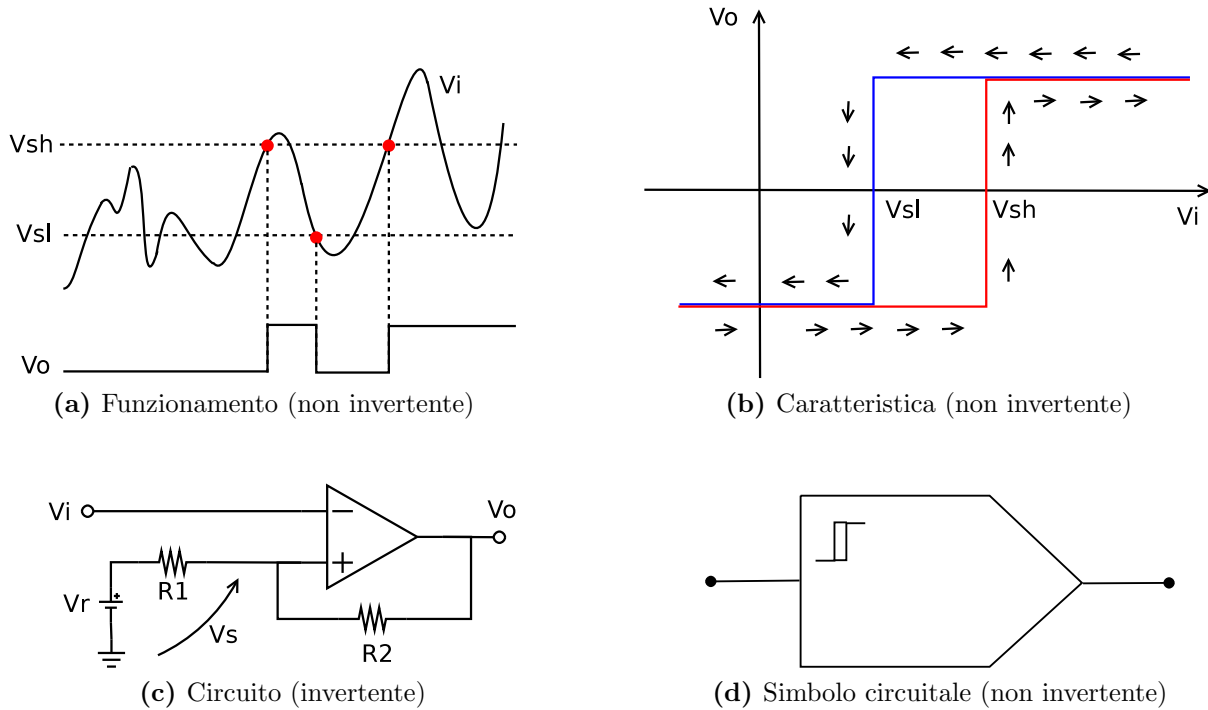 Vi
Vsh
Vsl
Vo
(a) Funzionamento (non invertente)
Vo
Vsl
Vsh
Vi
(b) Caratteristica (non invertente)
Vi
Vo
−
+
R1
Vr
+
Vs
R2
(c) Circuito (invertente)
(d) Simbolo circuitale (non invertente)